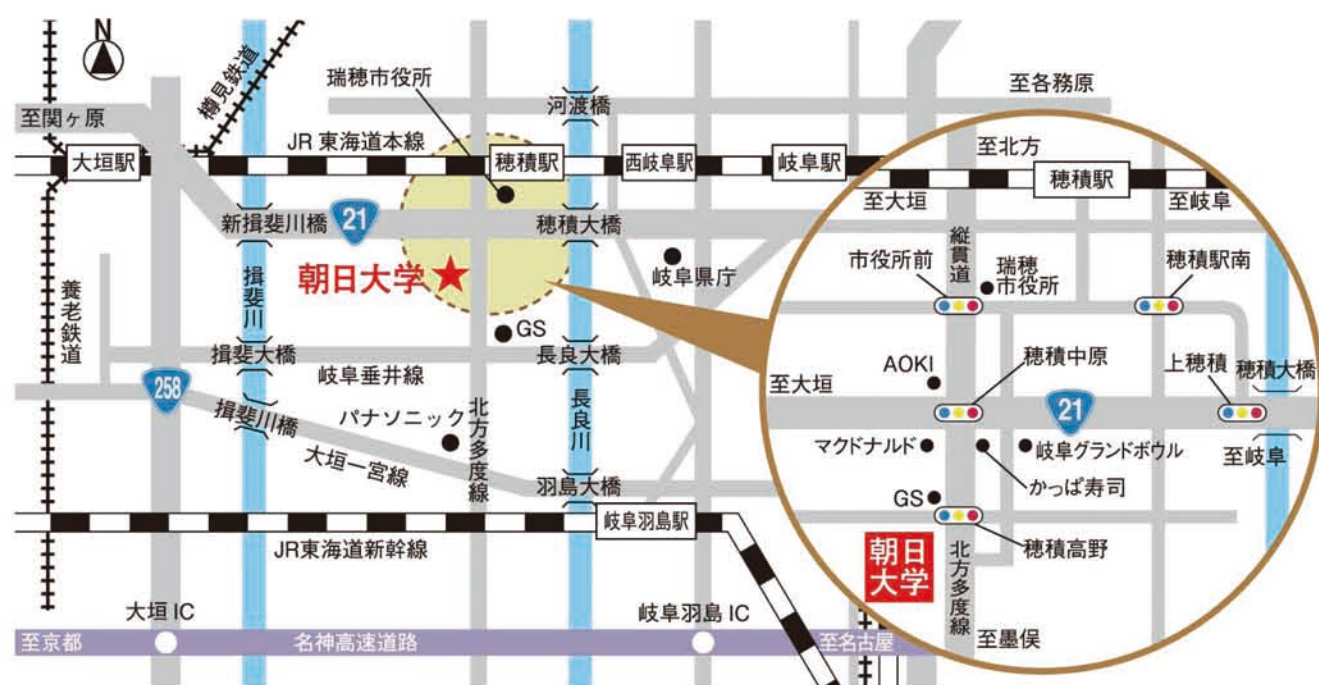 N
樽見鉄道
瑞穂市役所
河渡橋
至各務原
至関ヶ原
JR 東海道本線
大垣駅
穂積駅
西岐阜駅
岐阜駅
新揖斐川橋
21
穂積大橋
朝日大学
岐阜県庁
揖斐川
養老鉄道
GS
揖斐大橋
長良大橋
岐阜垂井線
258
揖斐川橋
パナソニック
北方多度線
長良川
大垣一宮線
羽島大橋
岐阜羽島駅
JR東海道新幹線
大垣 IC
岐阜羽島 IC
至京都
名神高速道路
至名古屋
至北方
穂積駅
至大垣
至岐阜
縦貫道
市役所前
瑞穂
市役所
穂積駅南
AOKI
穂積中原
上穂積
穂積大橋
至大垣
21
マクドナルド
岐阜グランドボウル
至岐阜
かっぱ寿司
GS
穂積高野
朝日
大学
北方多度線
至墨俣